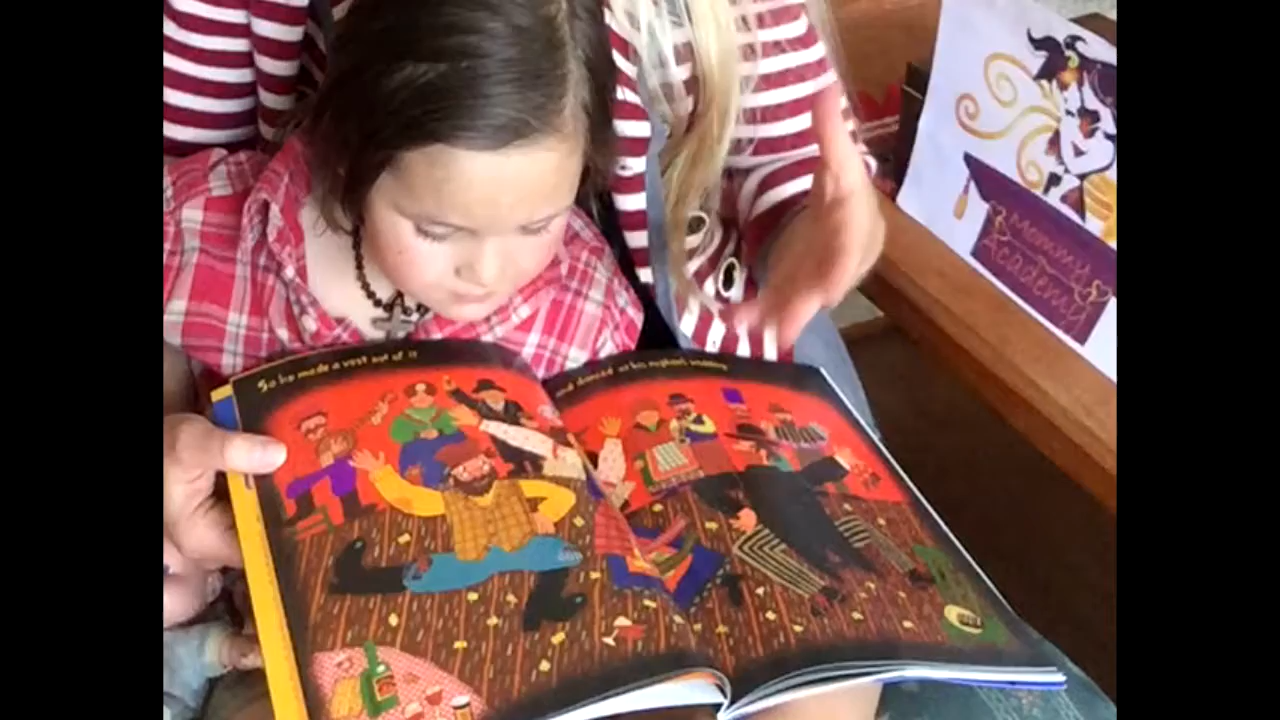 So he made a vest out of it
and danced at his nephew's wedding.
Mommy
Academy